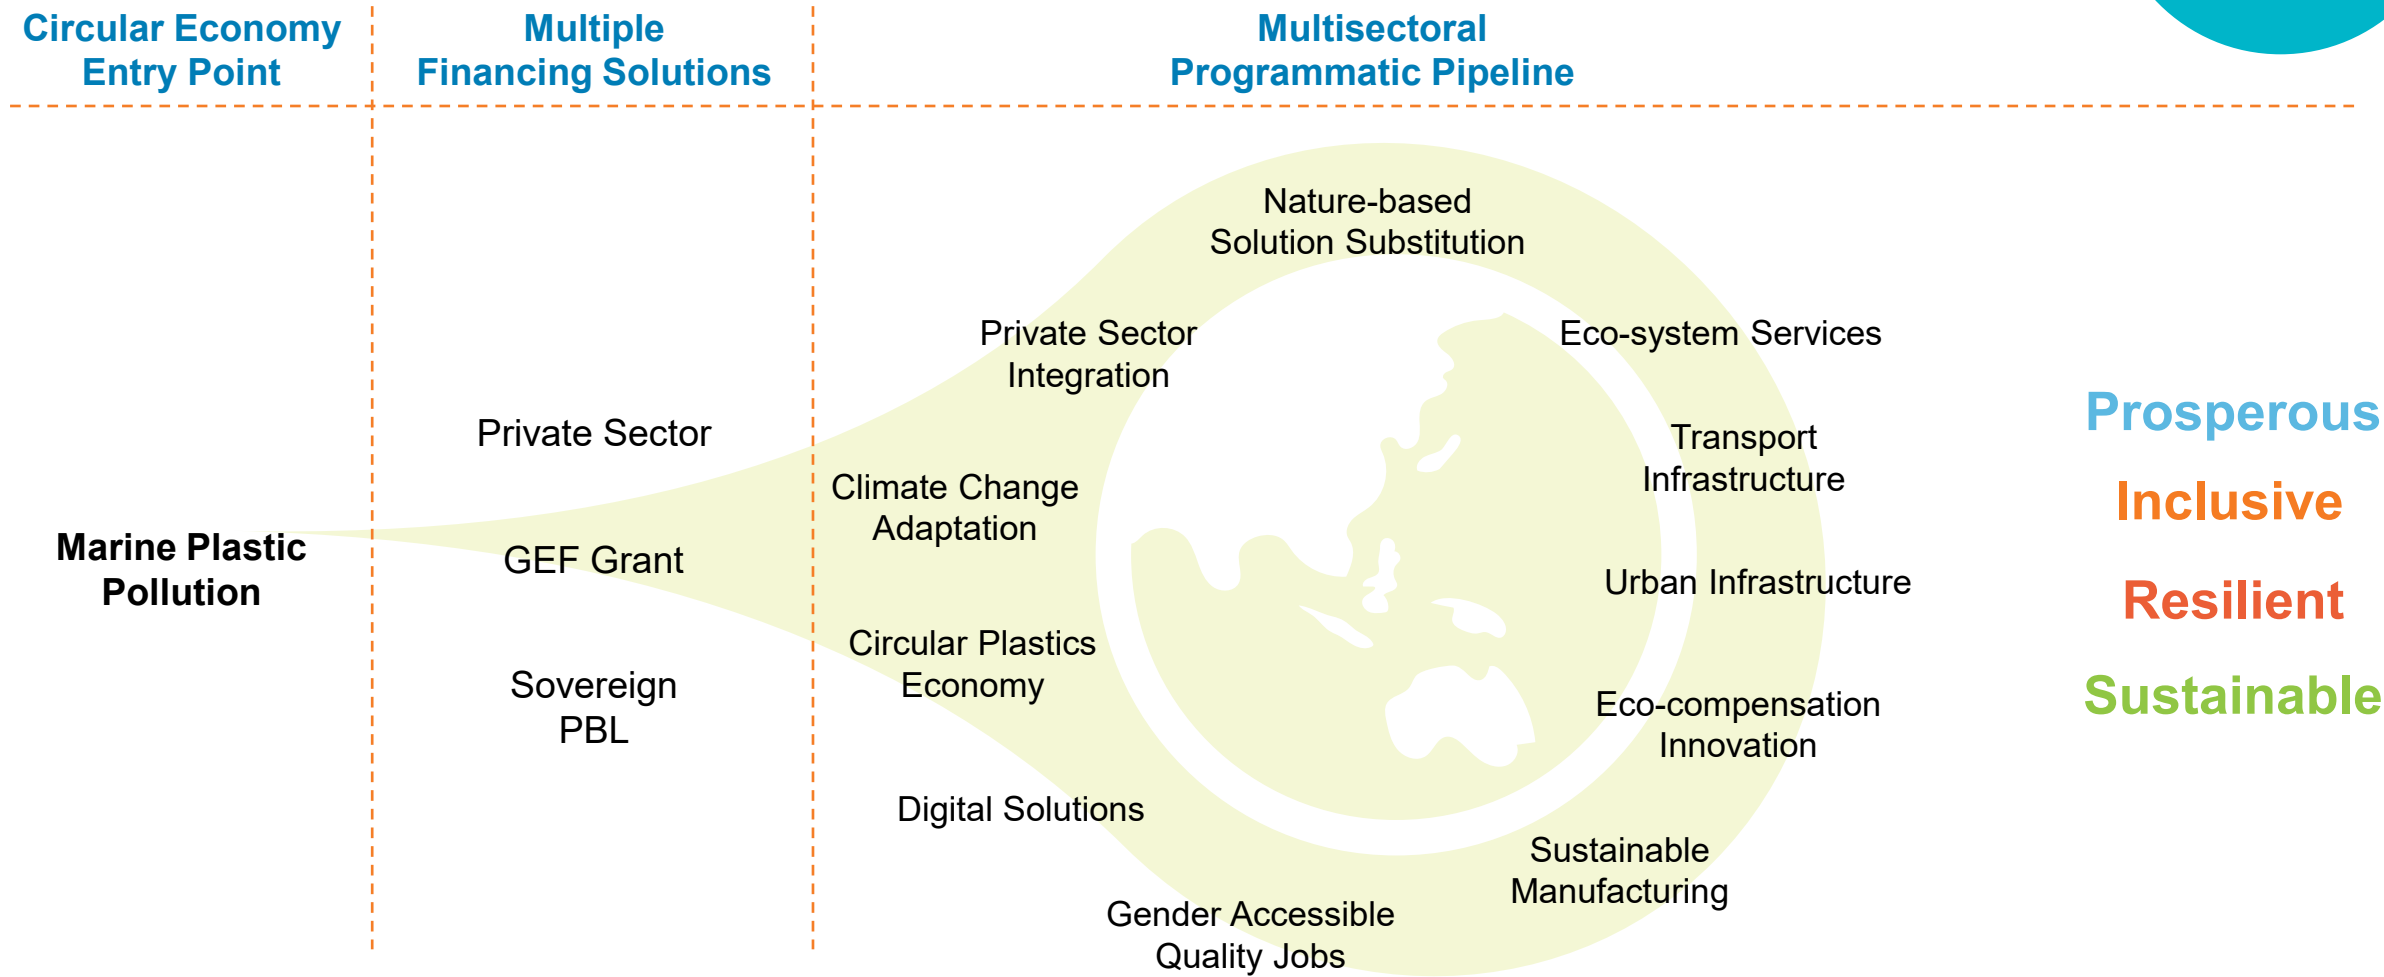 Circular Economy
Entry Point
Multiple
Financing Solutions
Multisectoral
Programmatic Pipeline
Marine Plastic
Pollution
Private Sector
GEF Grant
Sovereign
PBL
Nature-based
Solution Substitution
Private Sector
Integration
Eco-system Services
Climate Change
Adaptation
Transport
Infrastructure
Circular Plastics
Economy
Urban Infrastructure
Digital Solutions
Eco-compensation
Innovation
Gender Accessible
Quality Jobs
Sustainable
Manufacturing
Prosperous
Inclusive
Resilient
Sustainable